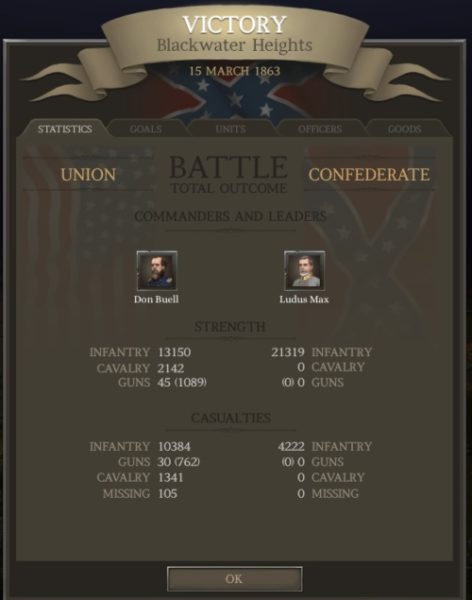 VICTORY
Blackwater Heights
15 MARCH 1863
STATISTICS GOALS UNITS OFFICERS GOODS
UNION BATTLE CONFEDERATE
TOTAL OUTCOME
COMMANDERS AND LEADERS
Don Buell Ludus Max
STRENGTH
INFANTRY 13150 21319 INFANTRY
CAVALRY 2142 0 CAVALRY
GUNS 45 (1089) (0) 0 GUNS
CASUALTIES
INFANTRY 10384 4222 INFANTRY
GUNS 30 (762) (0) 0 GUNS
CAVALRY 1341 0 CAVALRY
MISSING 105 0 MISSING
OK